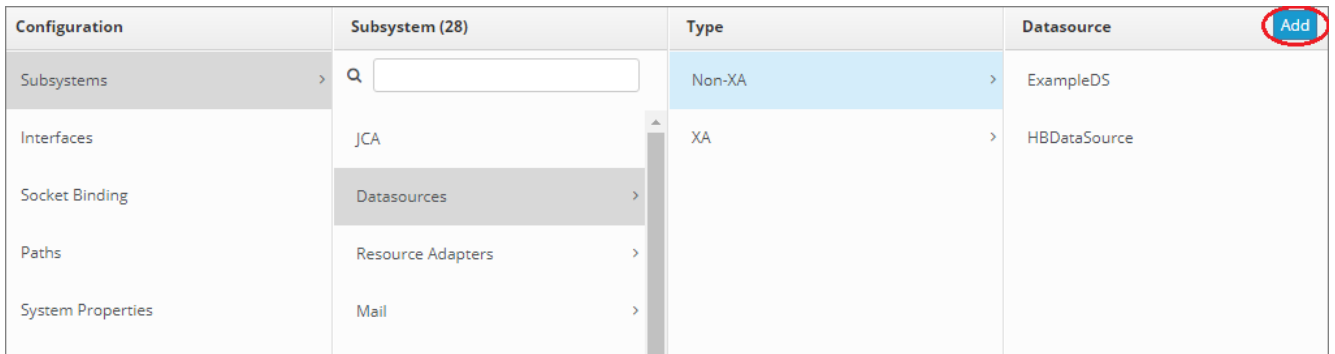 Configuration
Subsystem (28)
Type
Datasource
Add
Subsystems
Non-XA
ExampleDS
Interfaces
JCA
XA
HBDataSource
Socket Binding
Datasources
Paths
Resource Adapters
System Properties
Mail